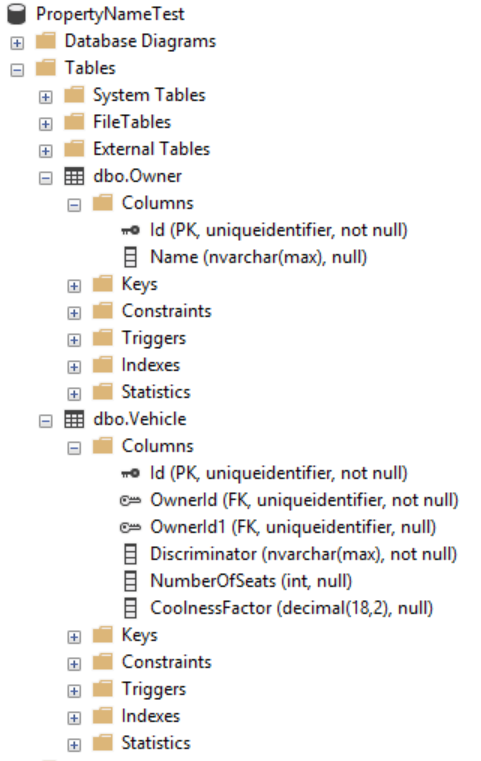 PropertyNameTest
Database Diagrams
Tables
System Tables
FileTables
External Tables
dbo.Owner
Columns
Id (PK, uniqueidentifier, not null)
Name (nvarchar(max), null)
Keys
Constraints
Triggers
Indexes
Statistics
dbo.Vehicle
Columns
Id (PK, uniqueidentifier, not null)
OwnerId (FK, uniqueidentifier, not null)
OwnerId1 (FK, uniqueidentifier, null)
Discriminator (nvarchar(max), not null)
NumberOfSeats (int, null)
CoolnessFactor (decimal(18,2), null)
Keys
Constraints
Triggers
Indexes
Statistics